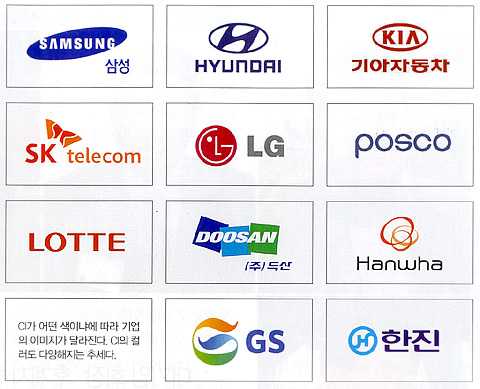 SAMSUNG
삼성
HYUNDAI
KIA
기아자동차
SK telecom
LG
posco
LOTTE
DOOSAN
(주)두산
Hanwha
CI가 어떤 색이냐에 따라 기업
의 이미지가 달라진다. CI의 컬
러도 다양해지는 추세다.
GS
한진